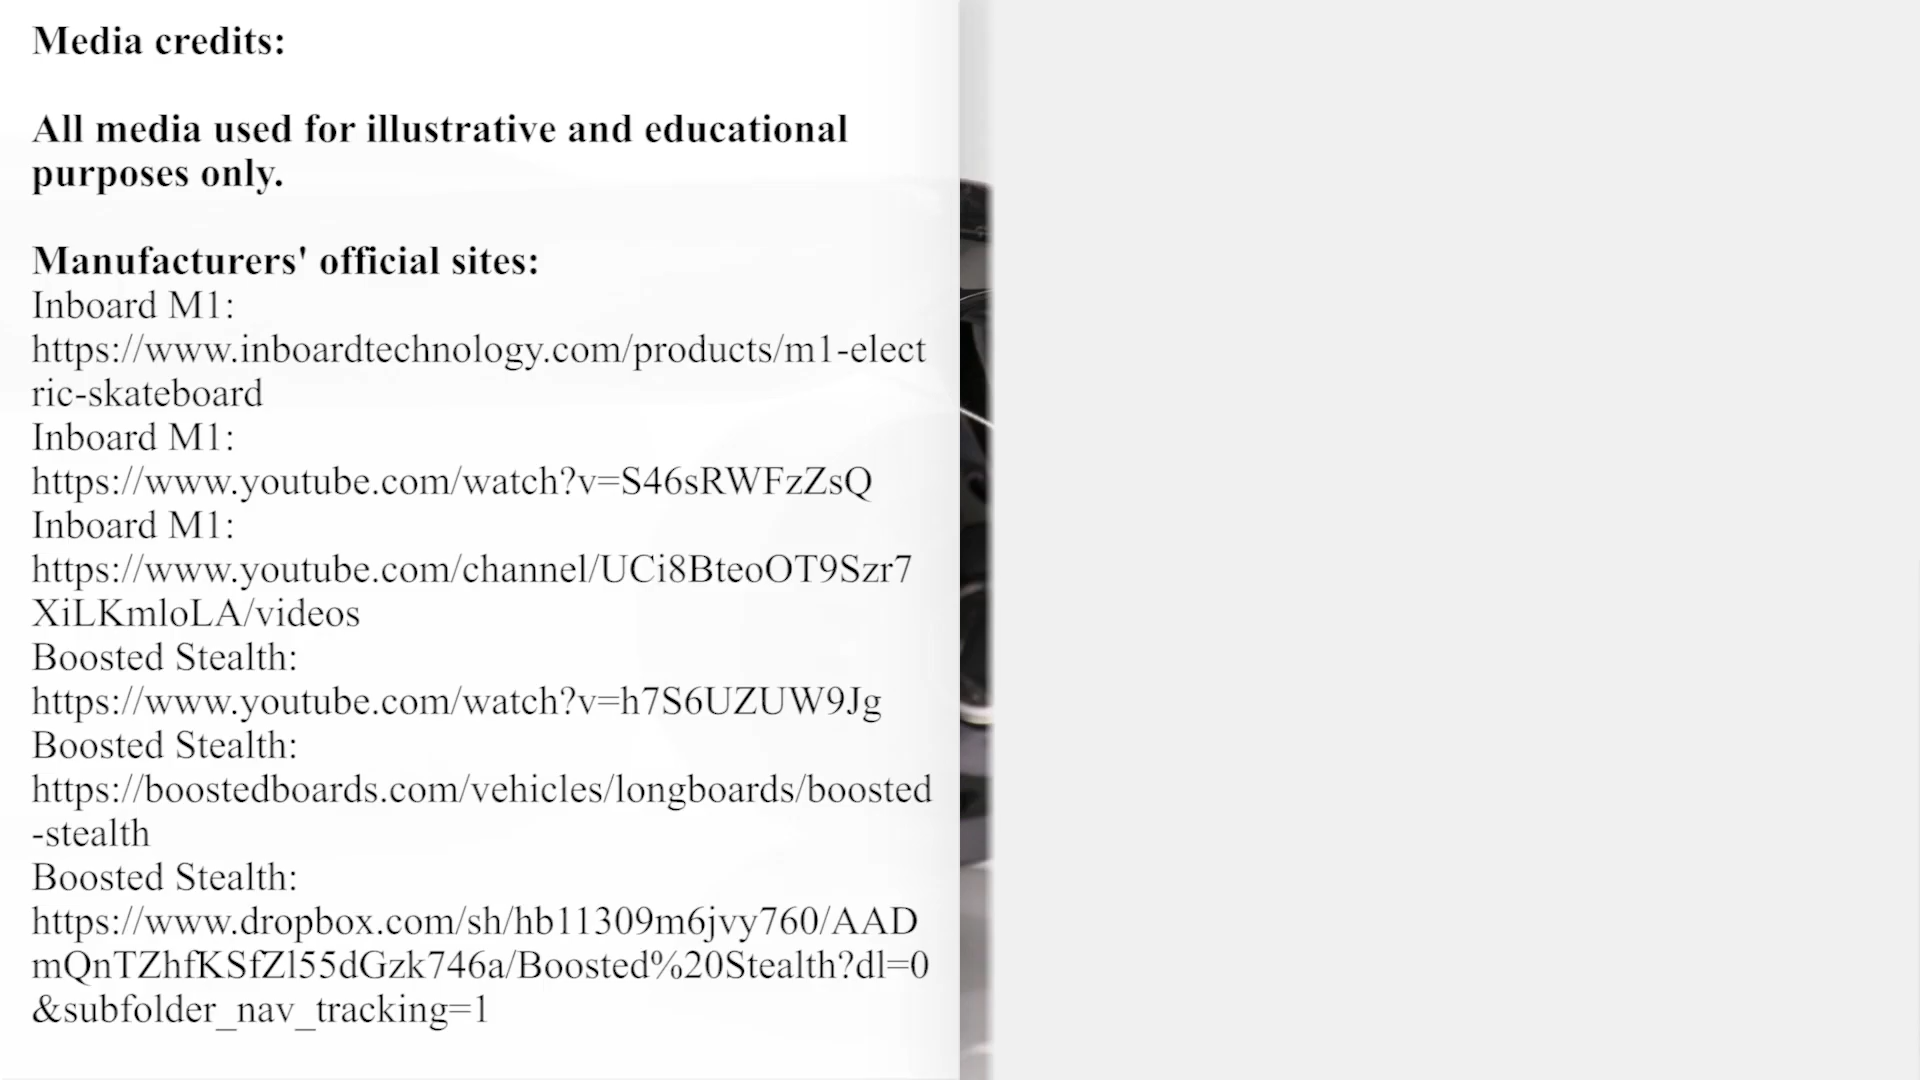 Media credits:
All media used for illustrative and educational
purposes only.
Manufacturers' official sites:
Inboard M1:
https://www.inboardtechnology.com/products/m1-elect
ric-skateboard
Inboard M1:
https://www.youtube.com/watch?v=S46sRWFzZsQ
Inboard M1:
https://www.youtube.com/channel/UCi8BteoOT9Szr7
XiLKmloLA/videos
Boosted Stealth:
https://www.youtube.com/watch?v=h7S6UZUW9Jg
Boosted Stealth:
https://boostedboards.com/vehicles/longboards/boosted
-stealth
Boosted Stealth:
https://www.dropbox.com/sh/hb11309m6jvy760/AAD
mQnTZhfKSfZl55dGzk746a/Boosted%20Stealth?dl=0
&subfolder_nav_tracking=1